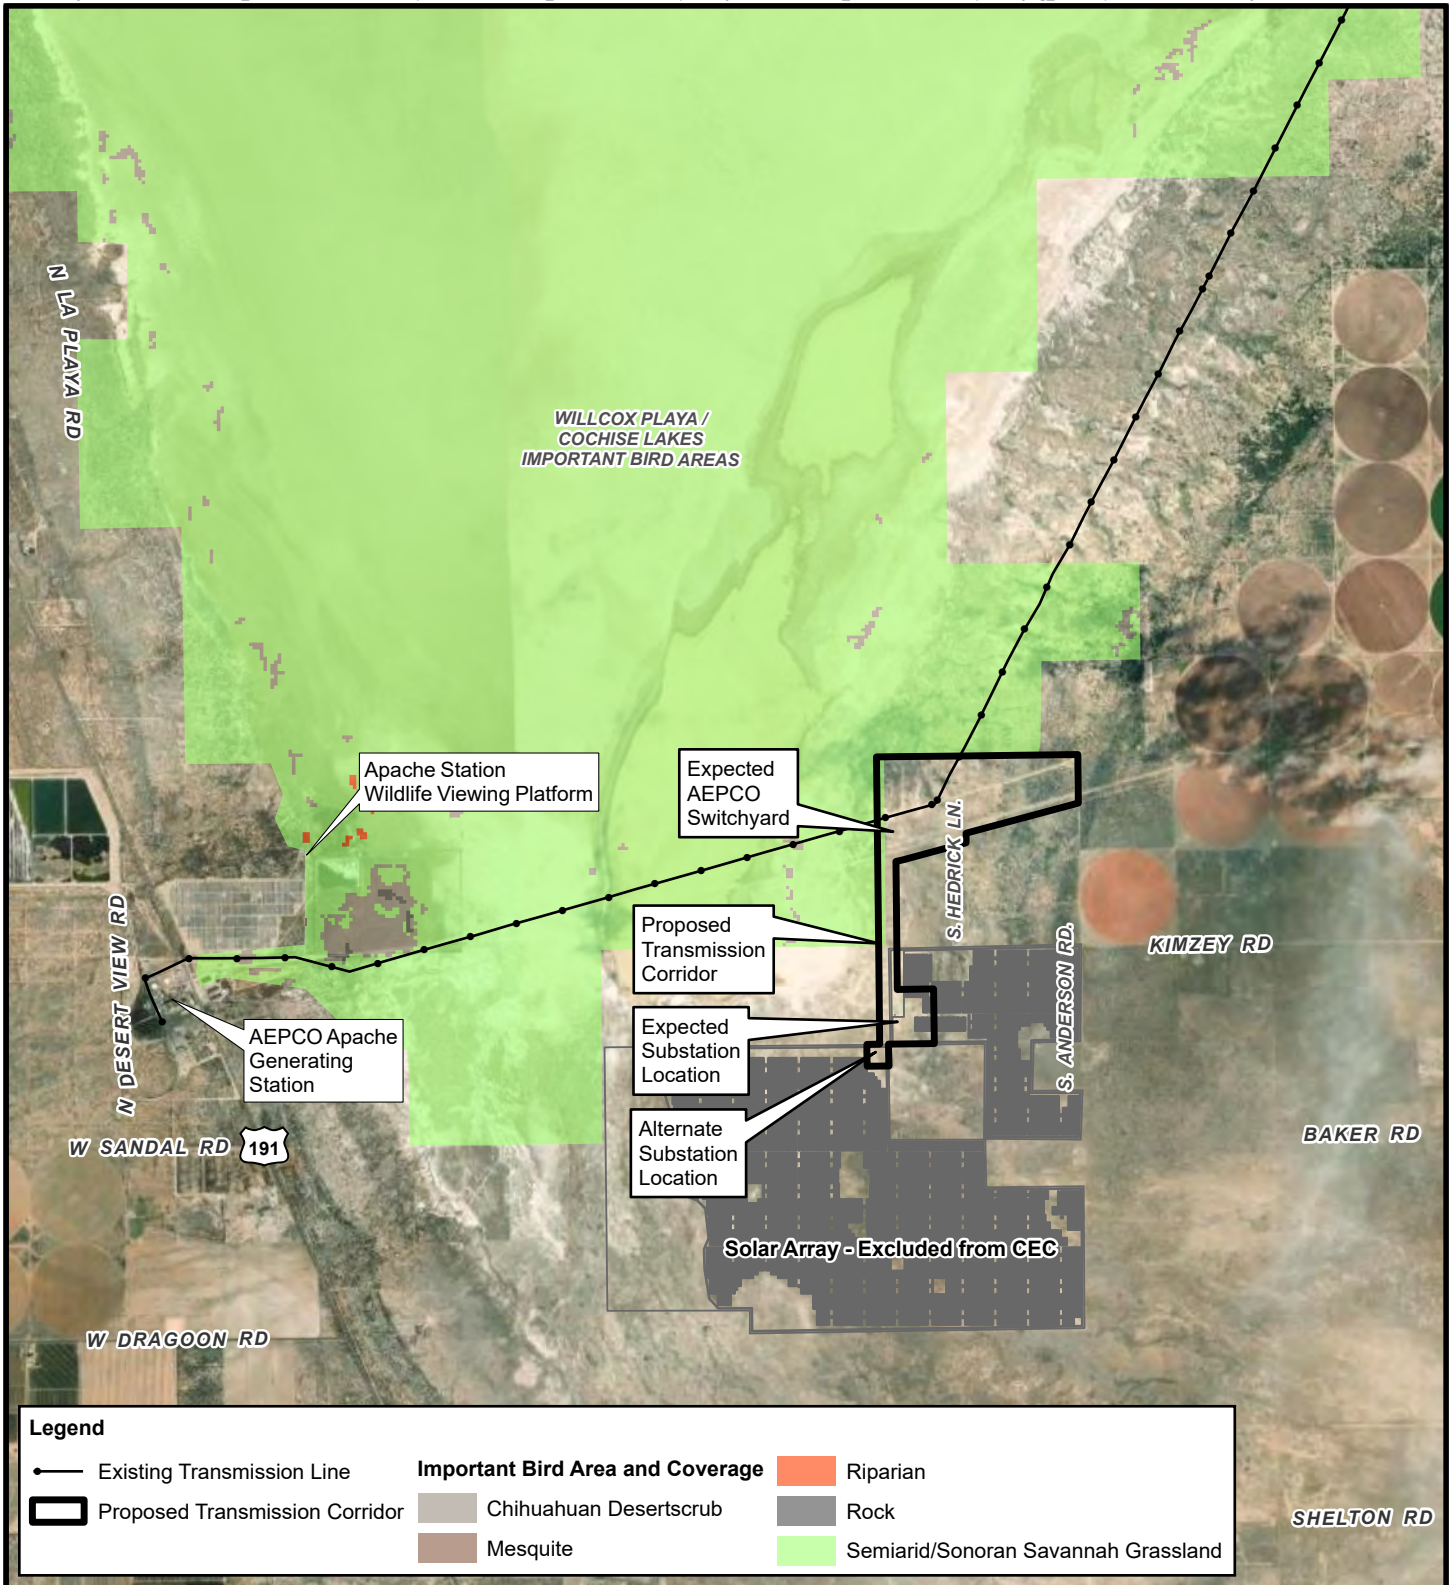 N LA PLAYA RD
WILLCOX PLAYA /
COCHISE LAKES
IMPORTANT BIRD AREAS
Apache Station
Wildlife Viewing Platform
Expected
AEPCO
Switchyard
S. HEDRICK LN.
Proposed
Transmission
Corridor
KIMZEY RD
N DESERT VIEW RD
S. ANDERSON RD.
AEPCO Apache
Generating
Station
Expected
Substation
Location
Alternate
Substation
Location
W SANDAL RD
191
BAKER RD
Solar Array - Excluded from CEC
W DRAGOON RD
SHELTON RD
Legend
Existing Transmission Line
Proposed Transmission Corridor
Important Bird Area and Coverage
Chihuahuan Desertscrub
Mesquite
Riparian
Rock
Semiarid/Sonoran Savannah Grassland